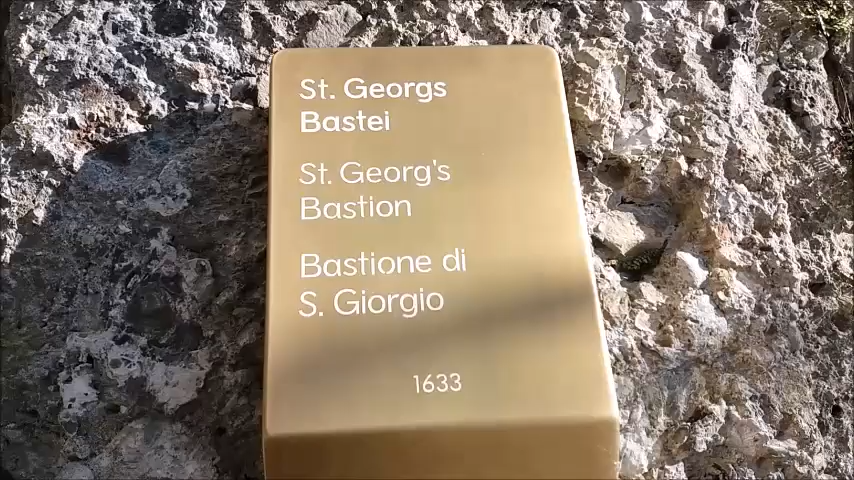 St. Georgs
Bastei
St. Georg's
Bastion
Bastione di
S. Giorgio
1633